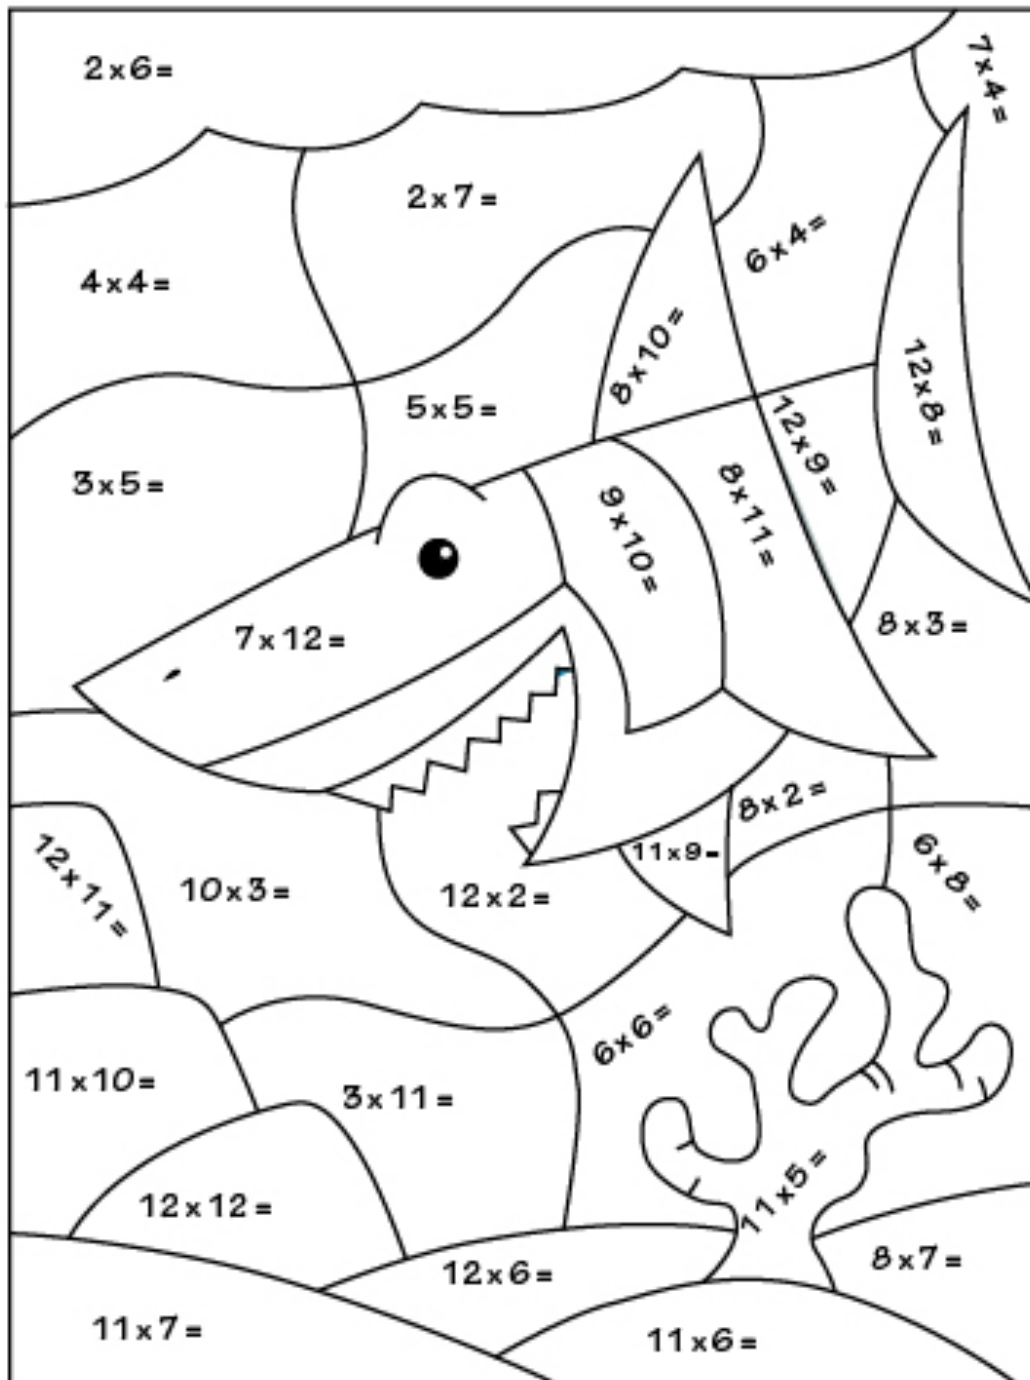 2x6=
7x4=
2x7=
6x4=
4x4=
8x10=
12x8=
5x5=
12x9=
3x5=
9x10=
8x11=
7x12=
8x3=
8x2=
11x9=
12x11=
10x3=
12x2=
6x8=
6x6=
11x10=
3x11=
11x5=
12x12=
12x6=
8x7=
11x7=
11x6=